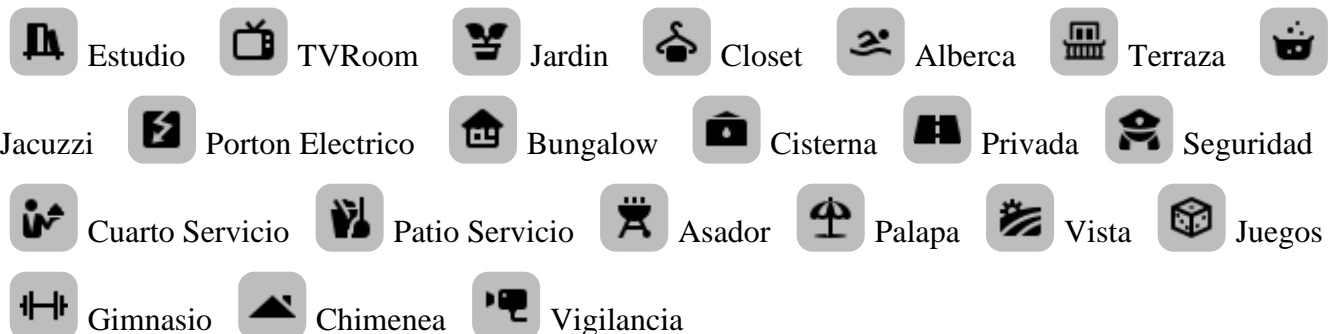 Estudio TVRoom Jardin Closet Alberca Terraza
Jacuzzi Porton Electrico Bungalow Cisterna Privada Seguridad
Cuarto Servicio Patio Servicio Asador Palapa Vista Juegos
Gimnasio Chimenea Vigilancia